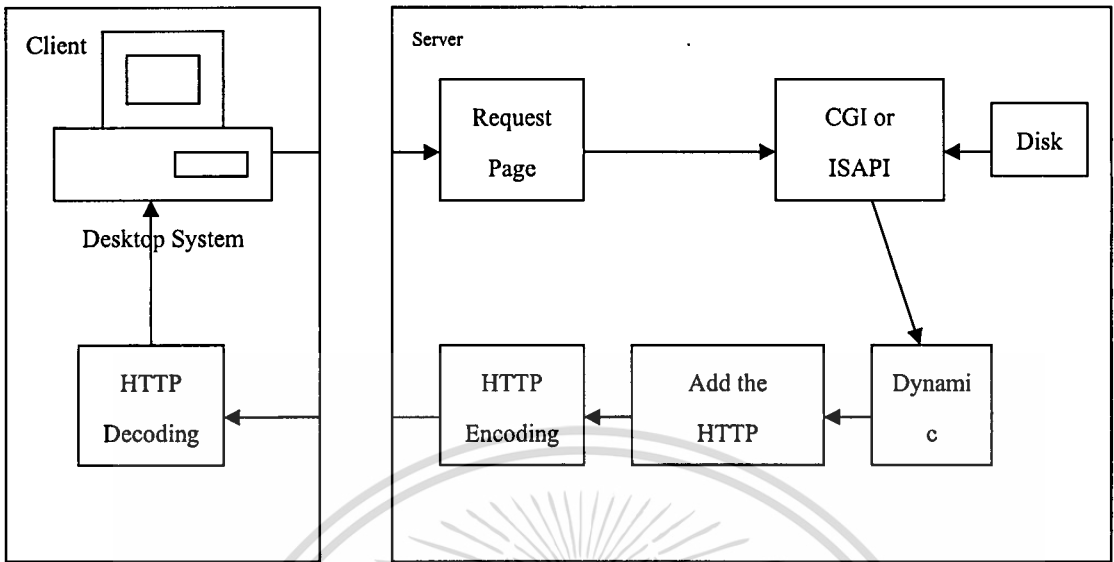 Client
Server
Request
Page
CGI or
ISAPI
Disk
Desktop System
HTTP
Decoding
HTTP
Encoding
Add the
HTTP
Dynami
c